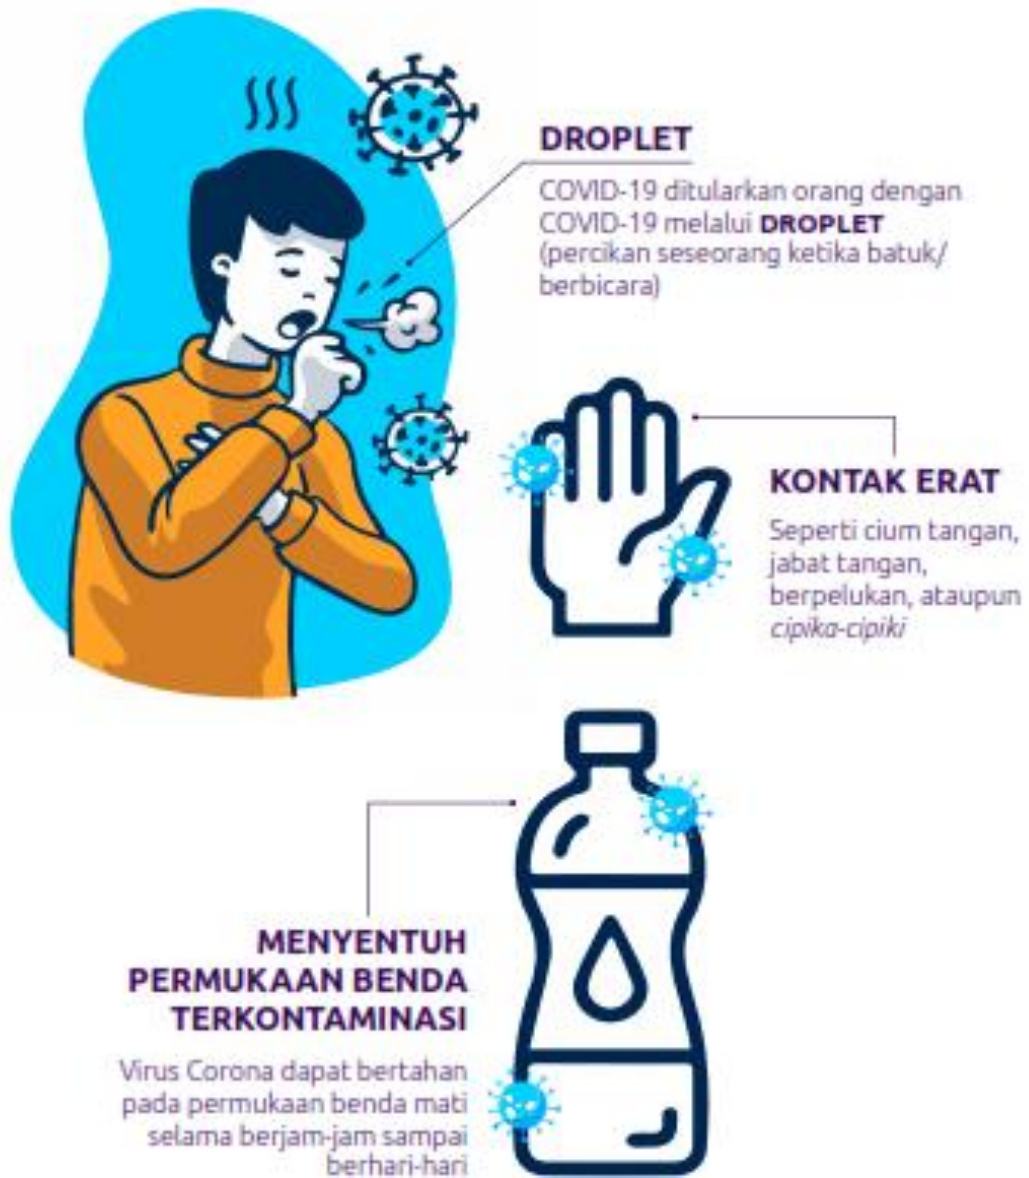 DROPLET
COVID-19 ditularkan orang dengan
COVID-19 melalui DROPLET
(percikan seseorang ketika batuk/
berbicara)
KONTAK ERAT
Seperti cium tangan,
jabat tangan,
berpelukan, ataupun
cipika-cipiki
MENYENTUH
PERMUKAAN BENDA
TERKONTAMINASI
Virus Corona dapat bertahan
pada permukaan benda mati
selama berjam-jam sampai
berhari-hari